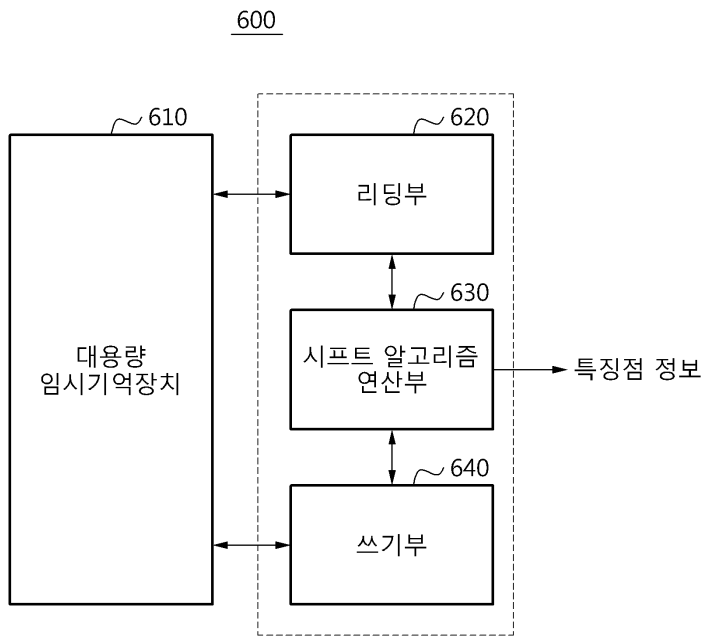 600
610
620
리딩부
630
대용량
임시기억장치
시프트 알고리즘
연산부
특징점 정보
640
쓰기부